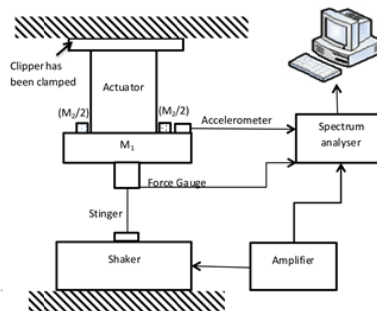 Clipper has
been clamped
Actuator
(M₂/2)
(M₂/2)
Accelerometer
M₁
Spectrum
analyser
Force Gauge
Stinger
Shaker
Amplifier